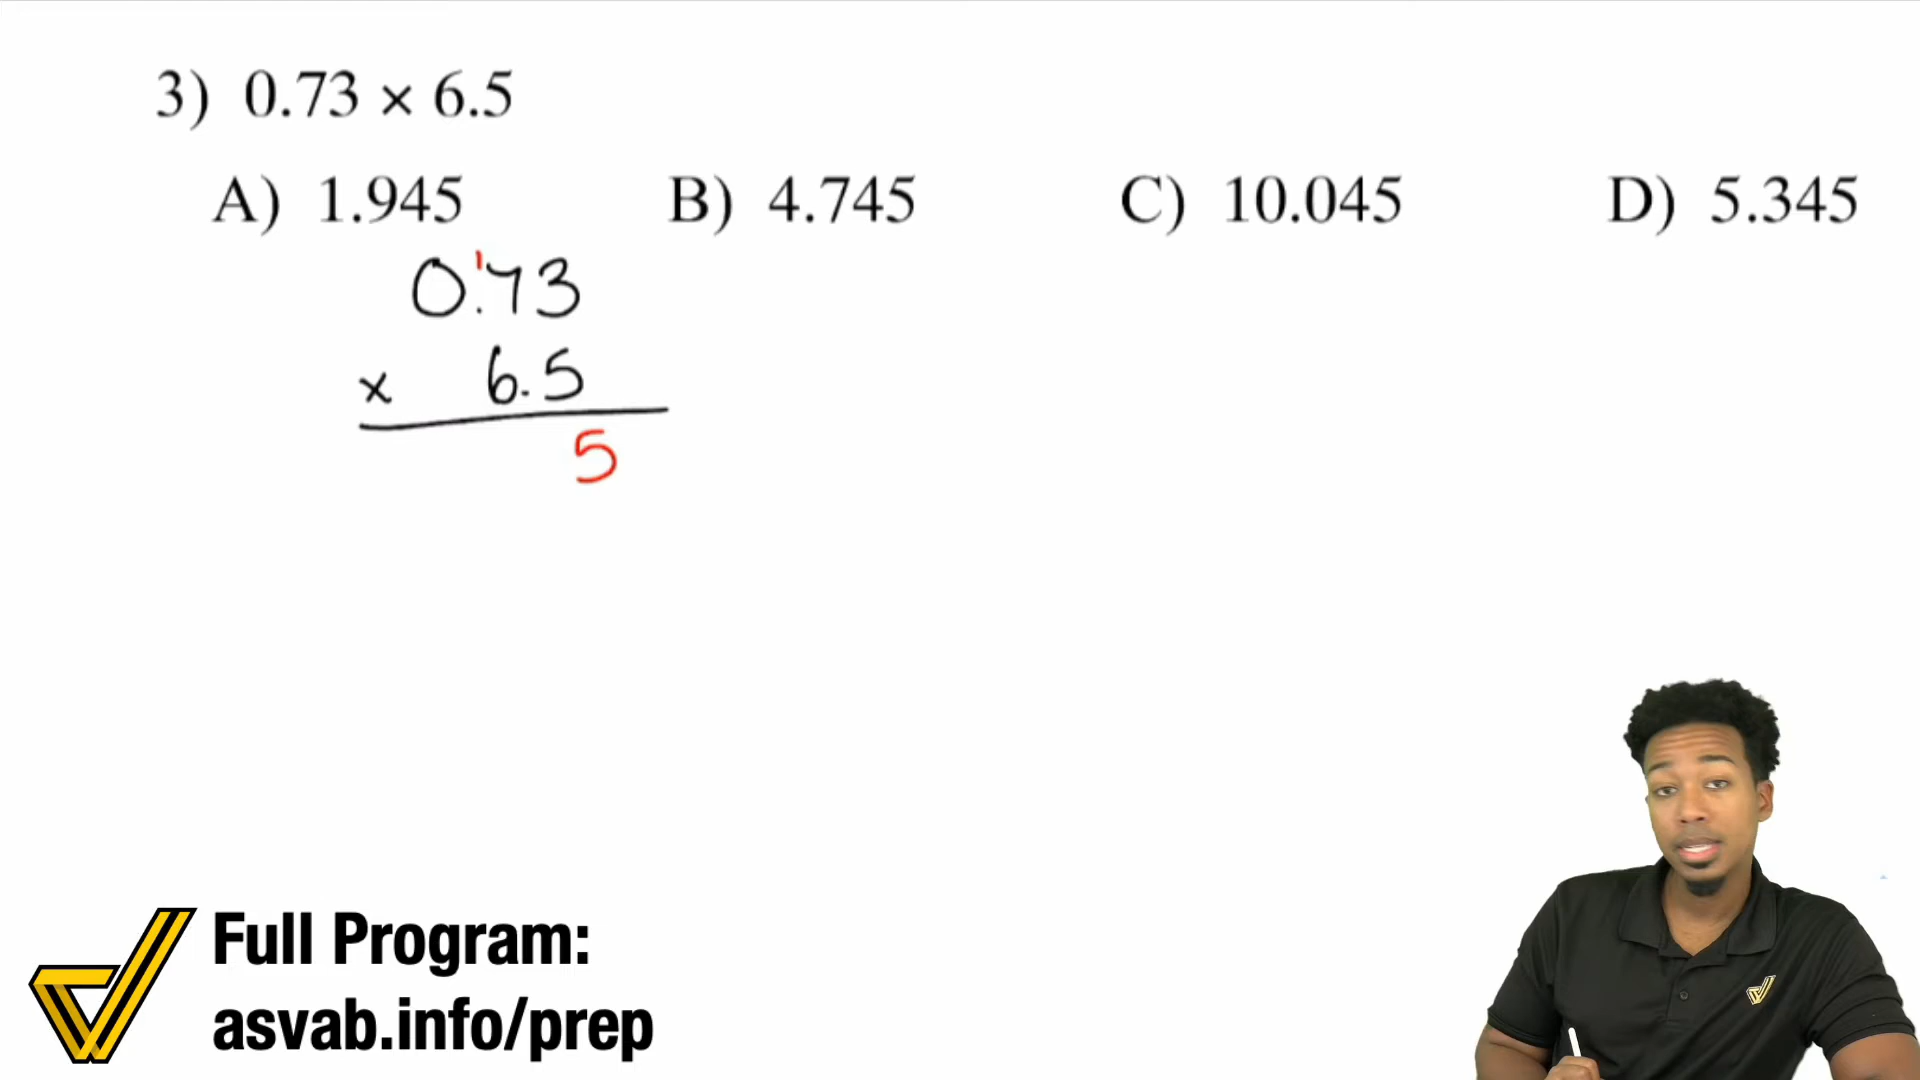 3) 0.73 × 6.5
A) 1.945 B) 4.745 C) 10.045 D) 5.345
1
0.73
x 6.5
5
Full Program:
asvab.info/prep